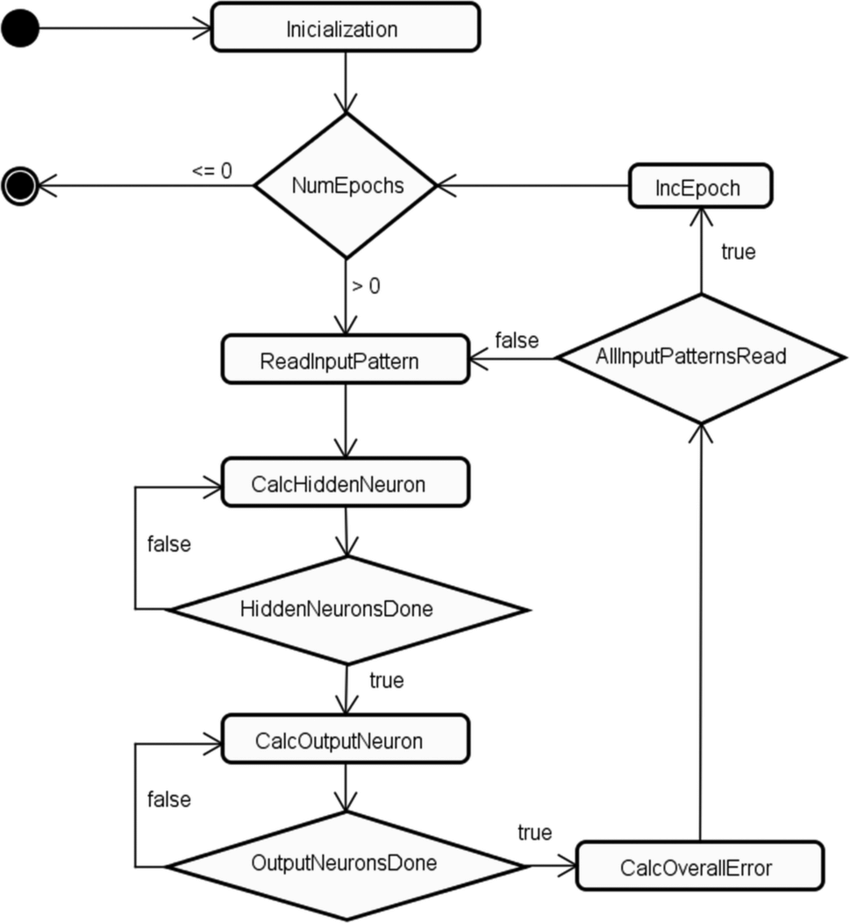 Inicialization
<= 0
NumEpochs
IncEpoch
true
> 0
false
ReadInputPattern
AllInputPatternsRead
CalcHiddenNeuron
false
HiddenNeuronsDone
true
CalcOutputNeuron
false
true
OutputNeuronsDone
CalcOverallError